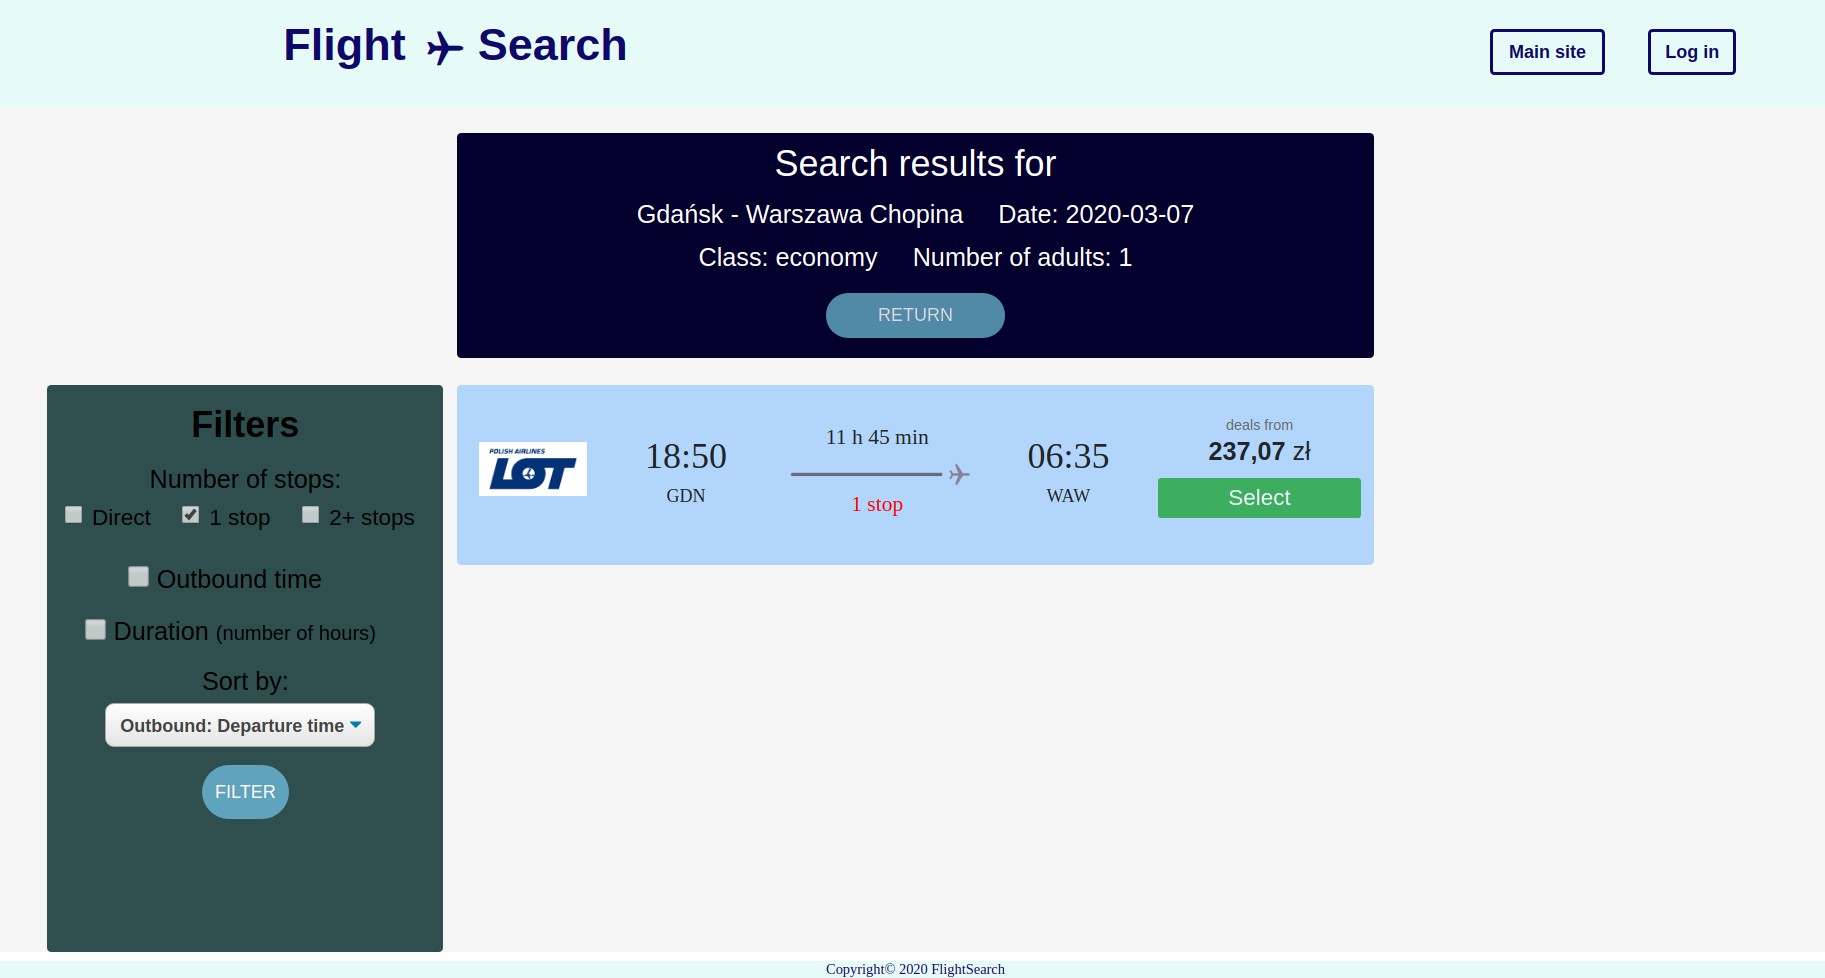 Flight Search
Main site
Log in
Search results for
Gdańsk - Warszawa Chopina Date: 2020-03-07
Class: economy Number of adults: 1
RETURN
Filters
Number of stops:
Direct 1 stop 2+ stops
Outbound time
Duration (number of hours)
Sort by:
Outbound: Departure time
FILTER
POLISH AIRLINES
LOT
18:50
GDN
11 h 45 min
1 stop
06:35
WAW
deals from
237,07 zł
Select
Copyright© 2020 FlightSearch